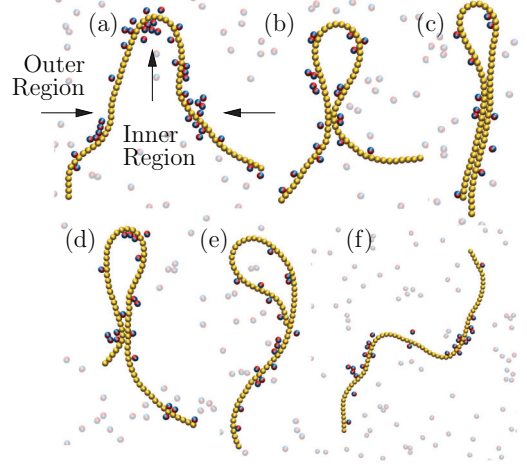 (a)
(b)
(c)
Outer
Region
Inner
Region
(d)
(e)
(f)